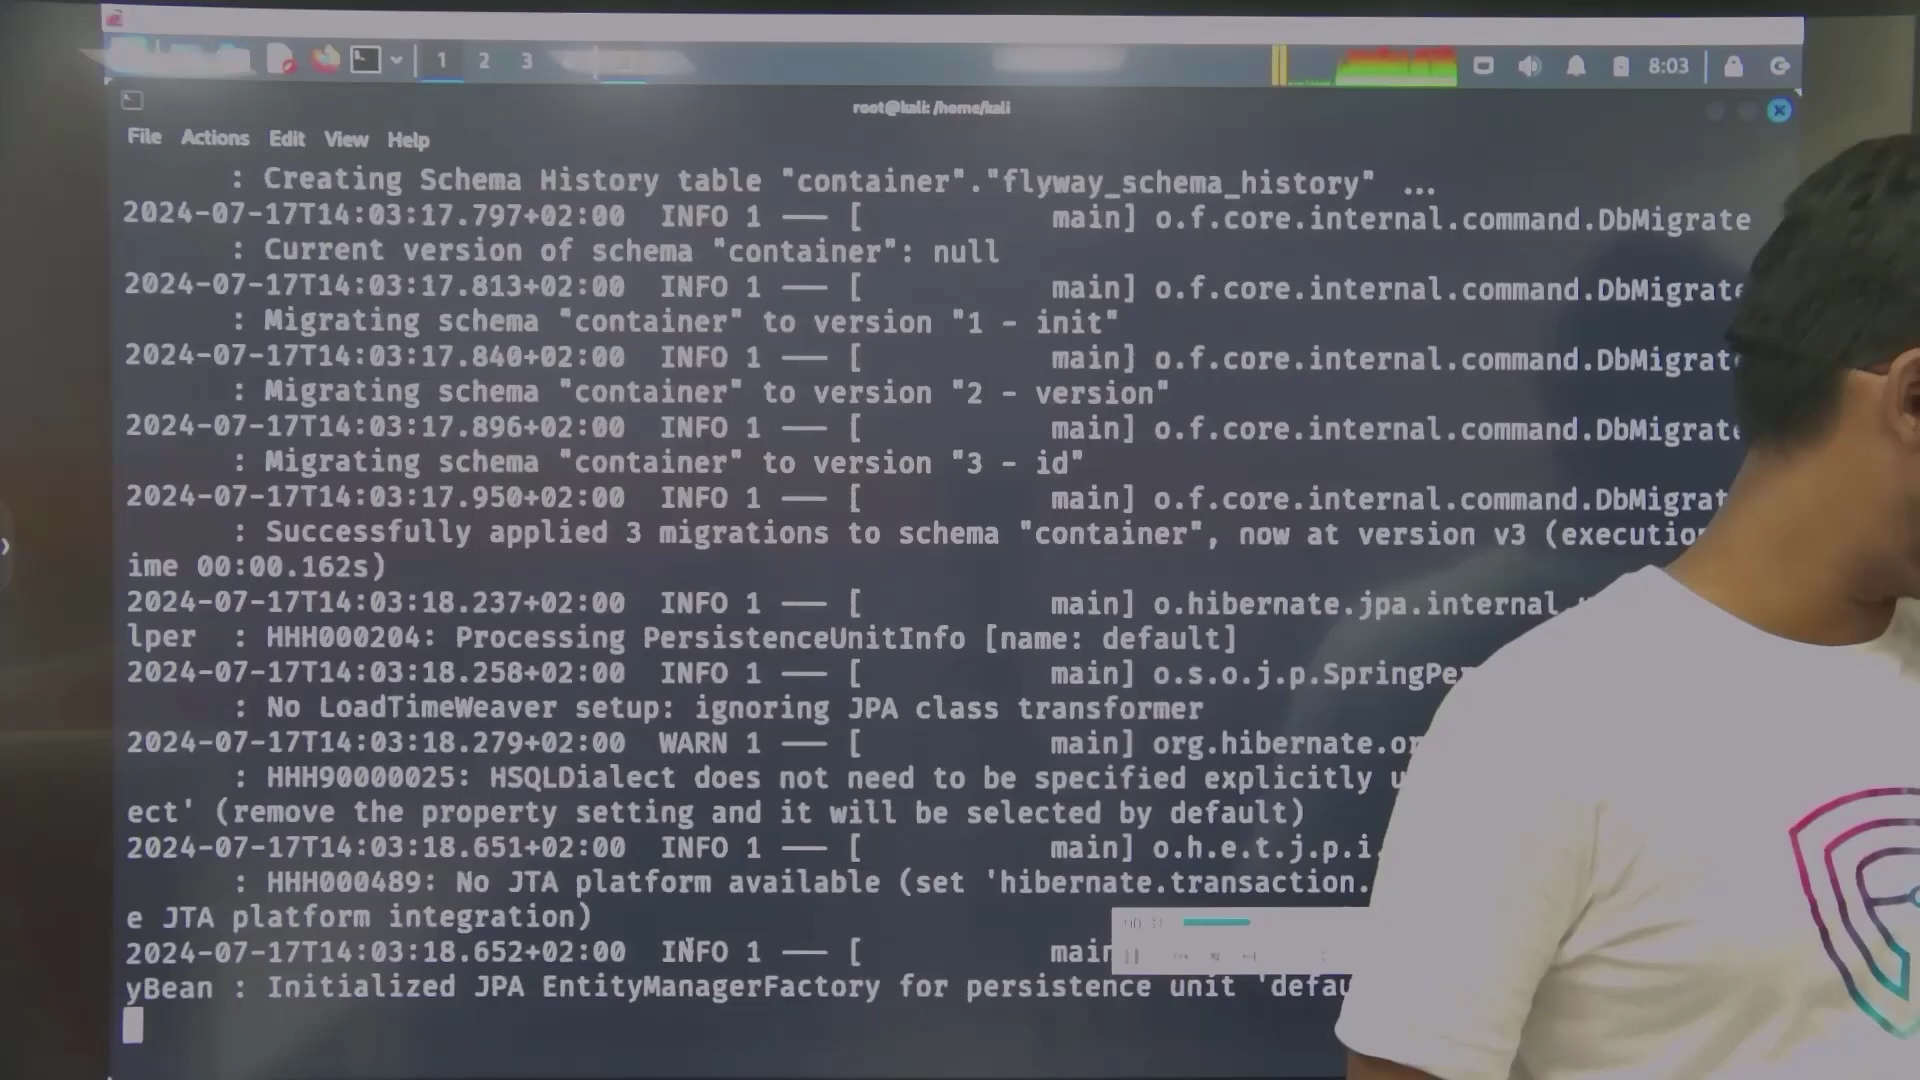 1 2 3 8:03
root@kali: /home/kali
File Actions Edit View Help
: Creating Schema History table "container"."flyway_schema_history" ...
2024-07-17T14:03:17.797+02:00 INFO 1 —— [ main] o.f.core.internal.command.DbMigrate
: Current version of schema "container": null
2024-07-17T14:03:17.813+02:00 INFO 1 —— [ main] o.f.core.internal.command.DbMigrate
: Migrating schema "container" to version "1 - init"
2024-07-17T14:03:17.840+02:00 INFO 1 —— [ main] o.f.core.internal.command.DbMigrat
: Migrating schema "container" to version "2 - version"
2024-07-17T14:03:17.896+02:00 INFO 1 —— [ main] o.f.core.internal.command.DbMigrat
: Migrating schema "container" to version "3 - id"
2024-07-17T14:03:17.950+02:00 INFO 1 —— [ main] o.f.core.internal.command.DbMigrat
: Successfully applied 3 migrations to schema "container", now at version v3 (execution
ime 00:00.162s)
2024-07-17T14:03:18.237+02:00 INFO 1 —— [ main] o.hibernate.jpa.internal.
lper : HHH000204: Processing PersistenceUnitInfo [name: default]
2024-07-17T14:03:18.258+02:00 INFO 1 —— [ main] o.s.o.j.p.SpringPe
: No LoadTimeWeaver setup: ignoring JPA class transformer
2024-07-17T14:03:18.279+02:00 WARN 1 —— [ main] org.hibernate.or
: HHH90000025: HSQLDialect does not need to be specified explicitly u
ect' (remove the property setting and it will be selected by default)
2024-07-17T14:03:18.651+02:00 INFO 1 —— [ main] o.h.e.t.j.p.i.
: HHH000489: No JTA platform available (set 'hibernate.transaction.
e JTA platform integration)
2024-07-17T14:03:18.652+02:00 INFO 1 —— [ main
yBean : Initialized JPA EntityManagerFactory for persistence unit 'defau